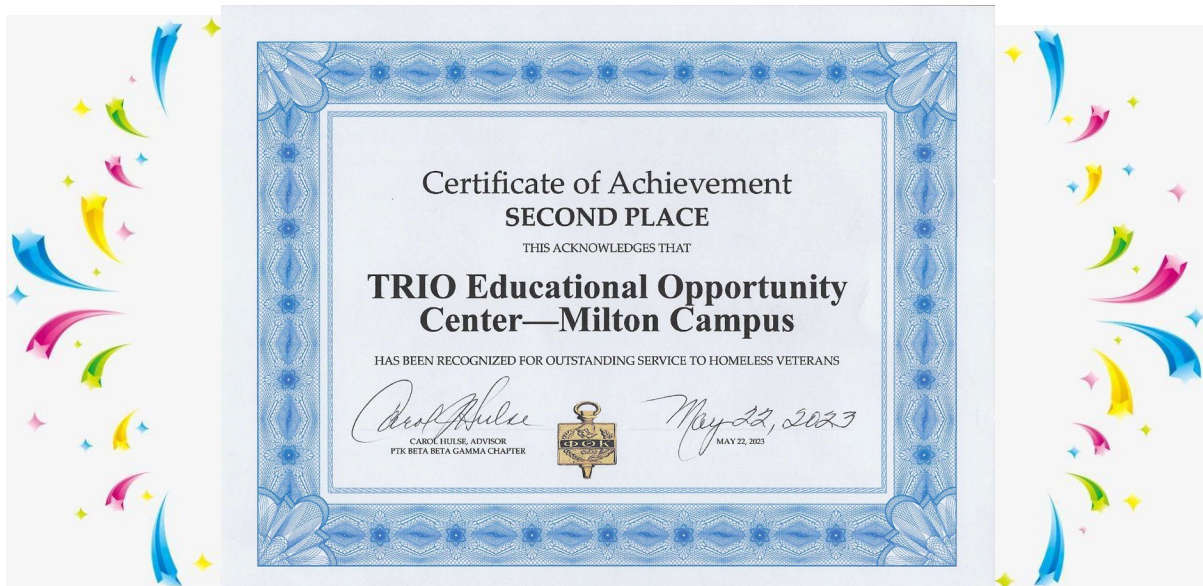 Certificate of Achievement
SECOND PLACE
THIS ACKNOWLEDGES THAT
TRIO Educational Opportunity
Center—Milton Campus
HAS BEEN RECOGNIZED FOR OUTSTANDING SERVICE TO HOMELESS VETERANS
Carol Hulse
May 22, 2023
CAROL HULSE, ADVISOR
MAY 22, 2023
PTK BETA BETA GAMMA CHAPTER
ΦΘΚ